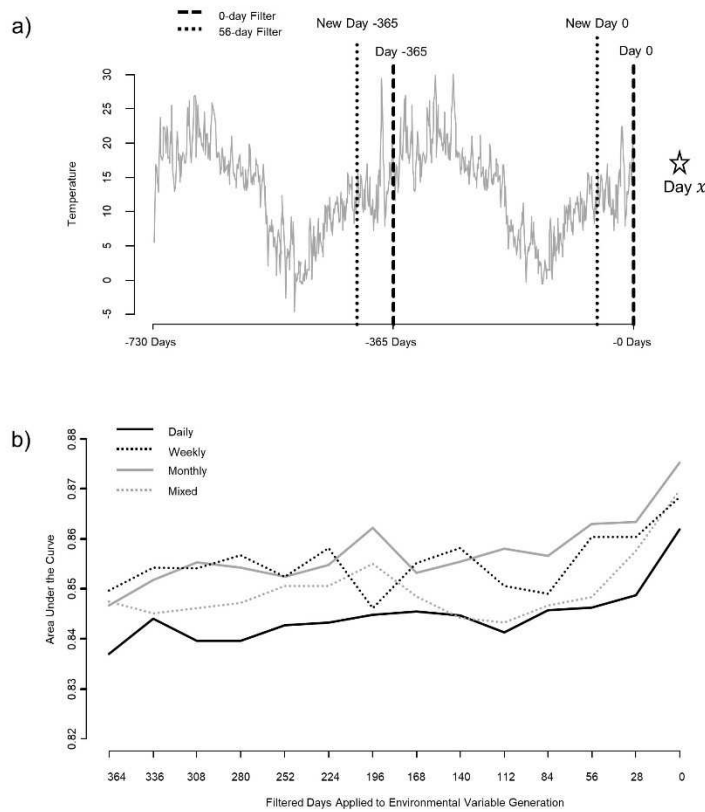 a)
0-day Filter
56-day Filter
New Day -365
New Day 0
Day -365
Day 0
30
25
20
15
10
5
0
-5
Temperature
Day x
-730 Days
-365 Days
-0 Days
b)
Daily
Weekly
Monthly
Mixed
0.88
0.87
0.86
0.85
0.84
0.83
0.82
Area Under the Curve
364 336 308 280 252 224 196 168 140 112 84 56 28 0
Filtered Days Applied to Environmental Variable Generation